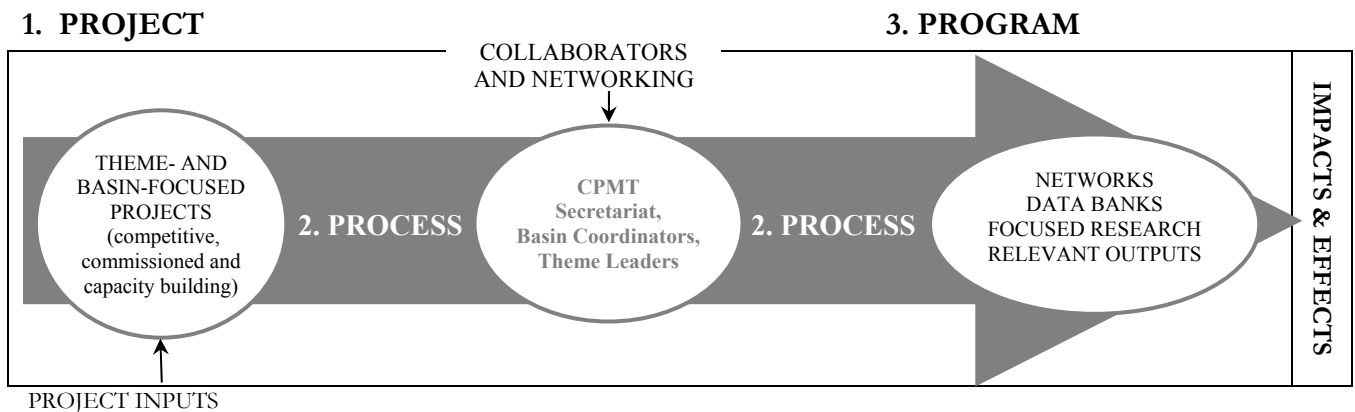 1. PROJECT
3. PROGRAM
COLLABORATORS
AND NETWORKING
THEME- AND
BASIN-FOCUSED
PROJECTS
(competitive,
commissioned and
capacity building)
2. PROCESS
CPMT
Secretariat,
Basin Coordinators,
Theme Leaders
2. PROCESS
NETWORKS
DATA BANKS
FOCUSED RESEARCH
RELEVANT OUTPUTS
IMPACTS & EFFECTS
PROJECT INPUTS